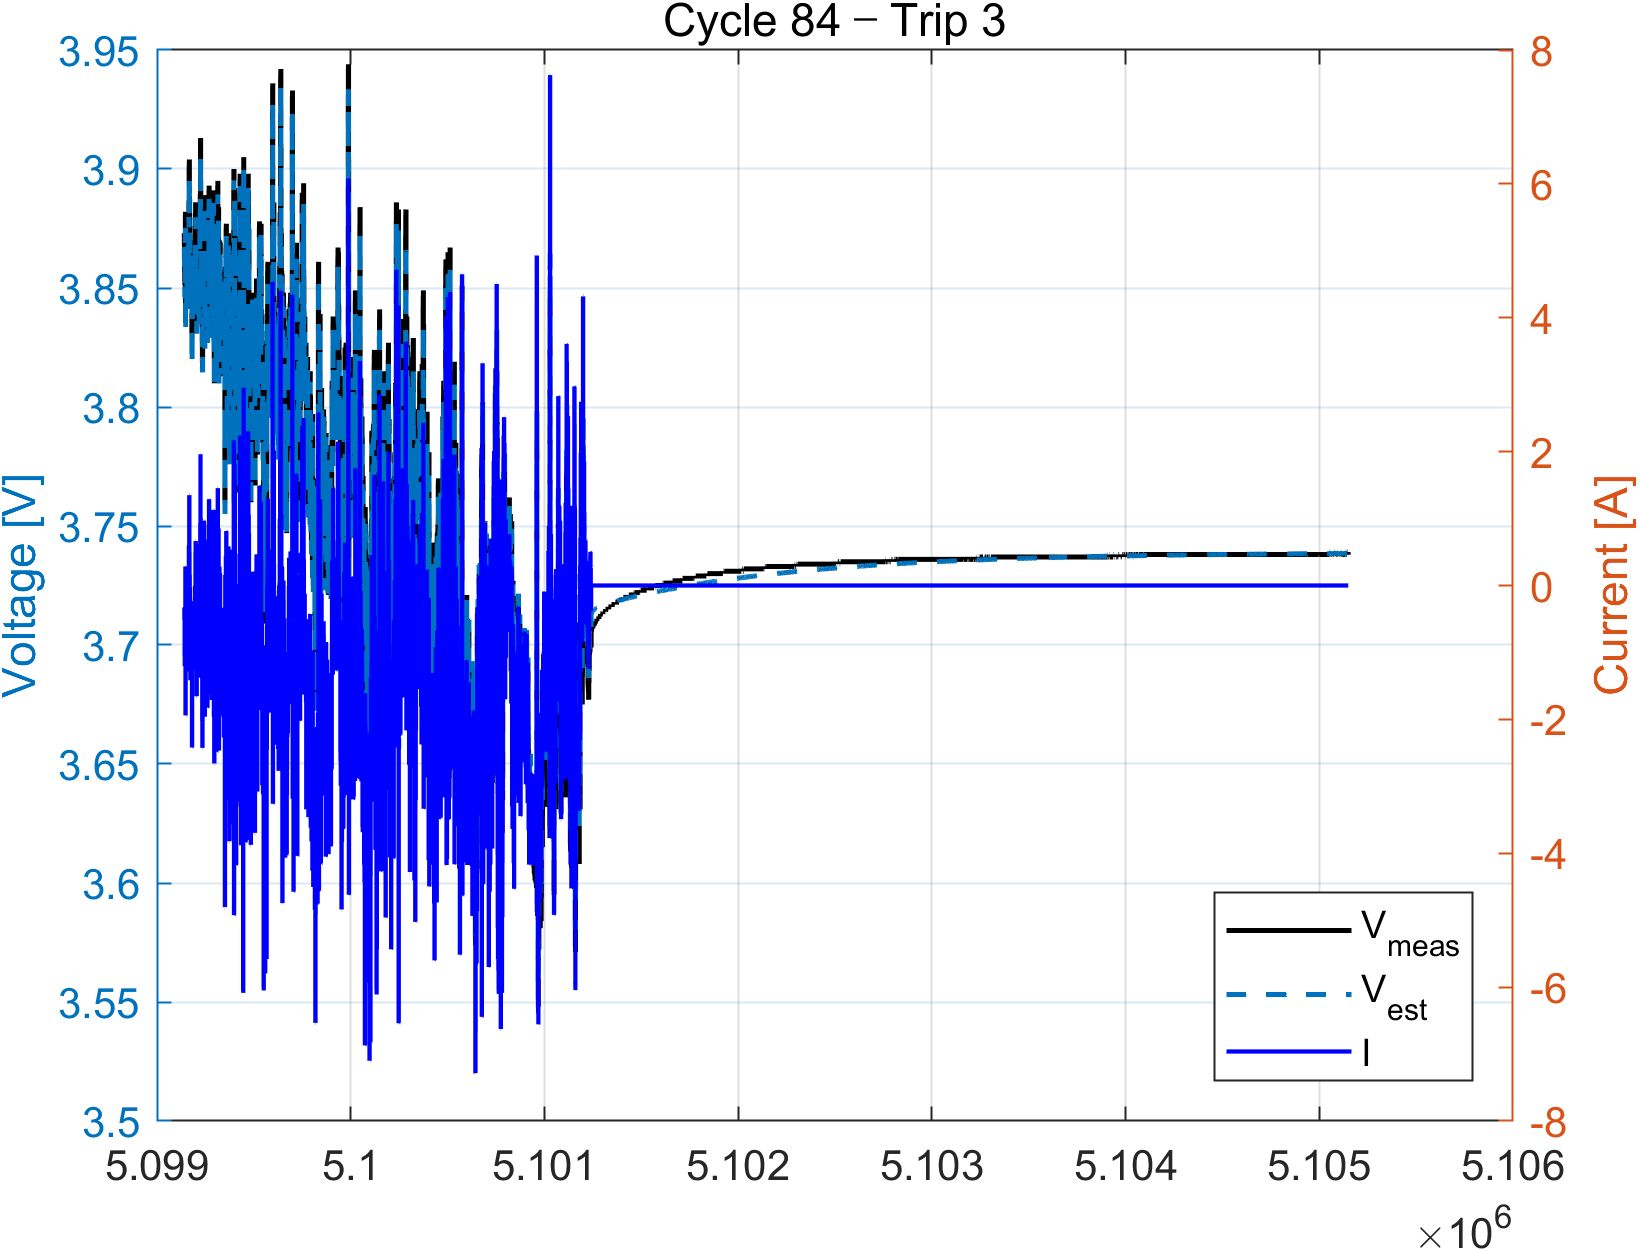 Cycle 84 – Trip 3
3.95
3.9
3.85
3.8
3.75
3.7
3.65
3.6
3.55
3.5
Voltage [V]
8
6
4
2
0
-2
-4
-6
-8
Current [A]
V_meas
V_est
I
5.099 5.1 5.101 5.102 5.103 5.104 5.105 5.106
×10^6